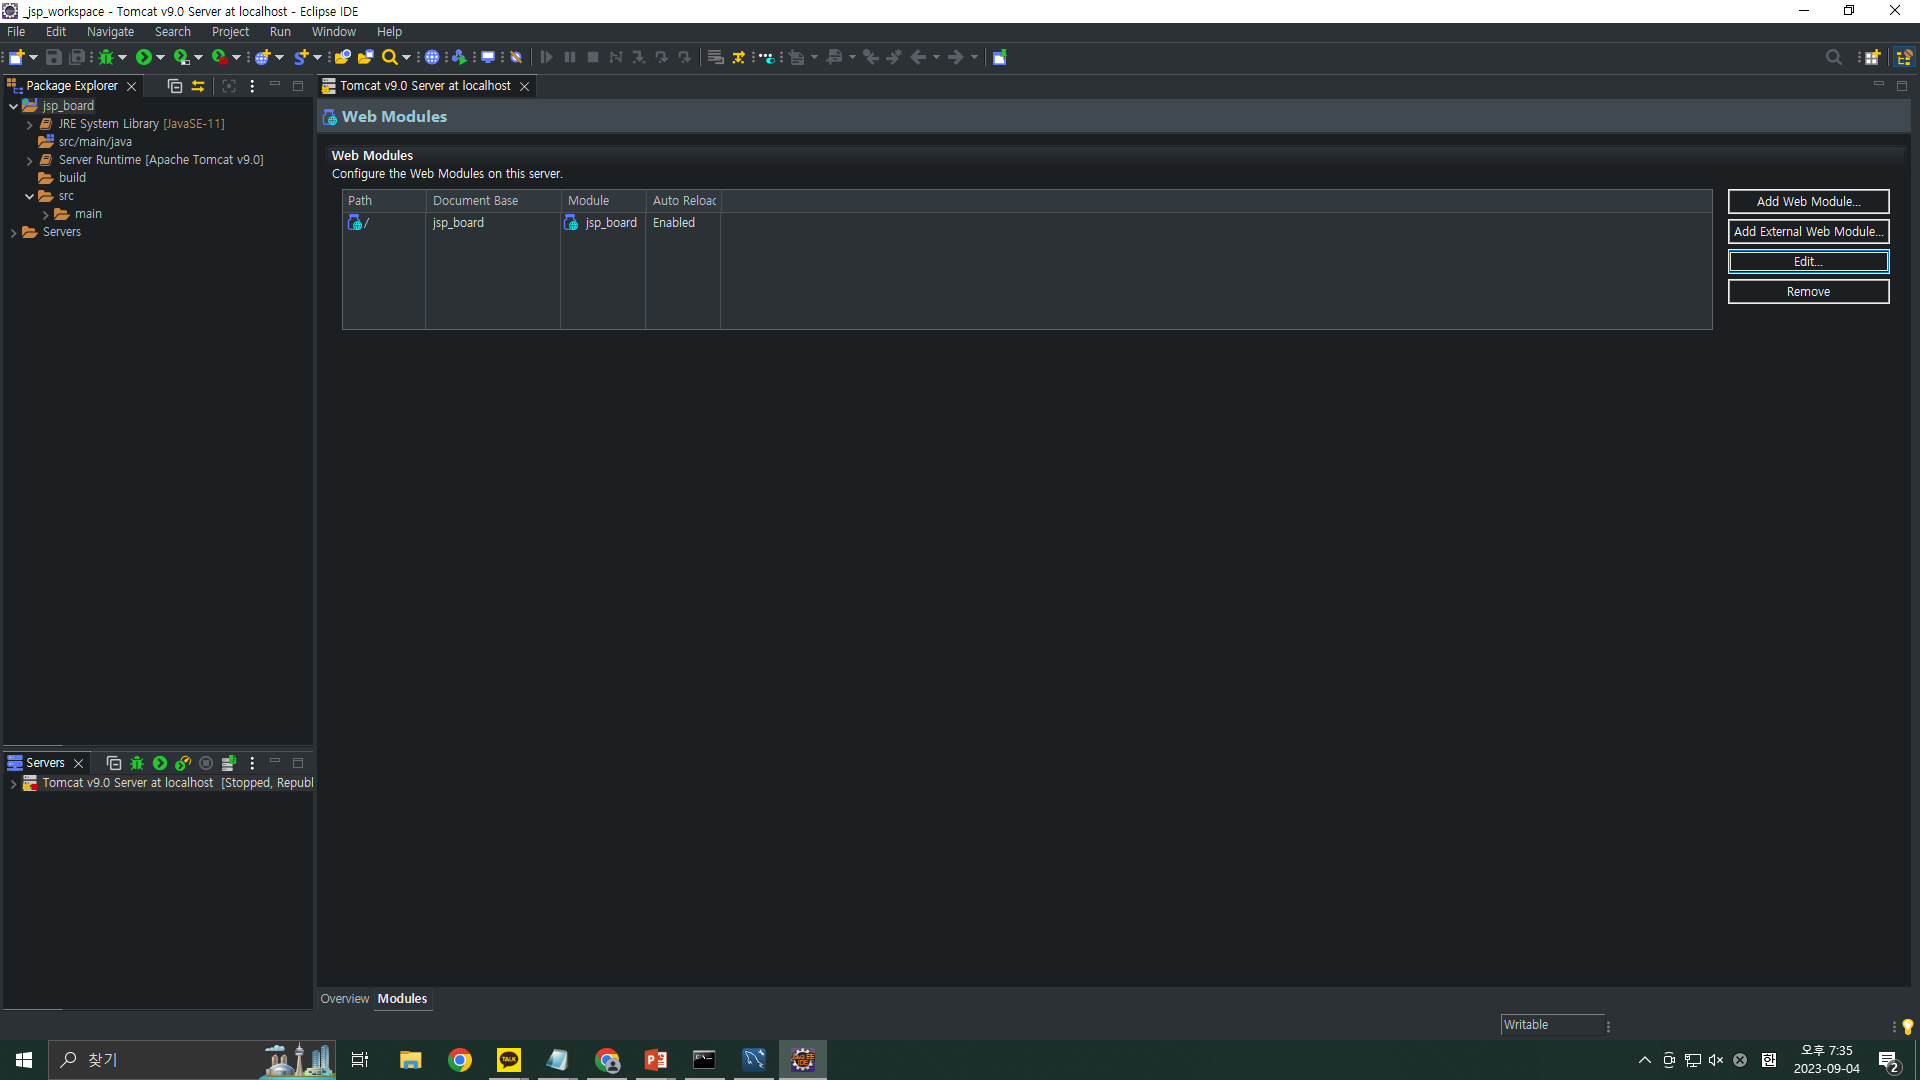 _jsp_workspace - Tomcat v9.0 Server at localhost - Eclipse IDE
File Edit Navigate Search Project Run Window Help
Package Explorer
Tomcat v9.0 Server at localhost
jsp_board
JRE System Library [JavaSE-11]
src/main/java
Server Runtime [Apache Tomcat v9.0]
build
src
main
Servers
Web Modules
Web Modules
Configure the Web Modules on this server.
Path Document Base Module Auto Reloac
/ jsp_board jsp_board Enabled
Add Web Module...
Add External Web Module...
Edit...
Remove
Servers
Tomcat v9.0 Server at localhost [Stopped, Republ
Overview Modules
Writable
찾기
TALK
오후 7:35
2023-09-04
2